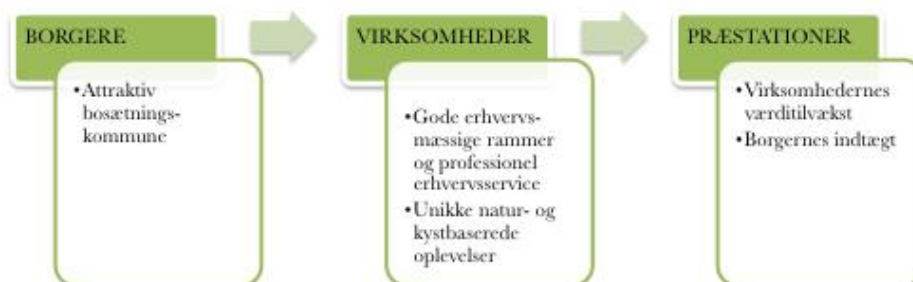 BORGERE
•Attraktiv
bosætnings-
kommune
VIRKSOMHEDER
•Gode erhvervs-
mæssige rammer
og professionel
erhvervsservice
•Unikke natur- og
kystbaserede
oplevelser
PRÆSTATIONER
•Virksomhedernes
værditilvækst
•Borgernes indtægt